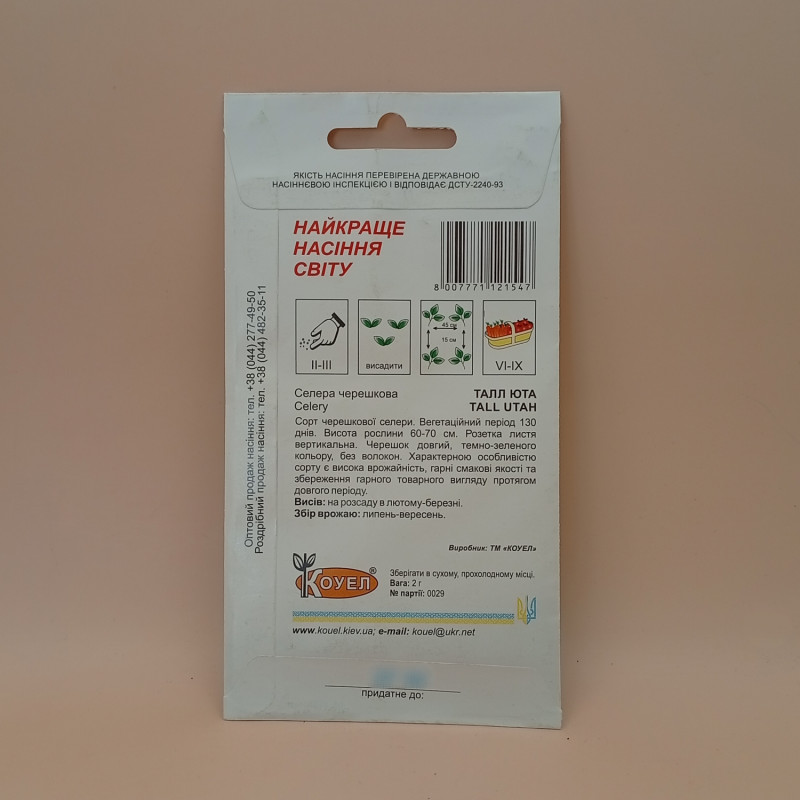 ЯКІСТЬ НАСІННЯ ПЕРЕВІРЕНА ДЕРЖАВНОЮ
НАСІННЄВОЮ ІНСПЕКЦІЄЮ І ВІДПОВІДАЄ ДСТУ-2240-93
НАЙКРАЩЕ
НАСІННЯ
СВІТУ
8 007771 121547
45 см
15 см
II-III
висадити
VI-IX
Селера черешкова
ТАЛЛ ЮТА
Celery
TALL UTAH
Сорт черешкової селери. Вегетаційний період 130
днів. Висота рослини 60-70 см. Розетка листя
вертикальна. Черешок довгий, темно-зеленого
кольору, без волокон. Характерною особливістю
сорту є висока врожайність, гарні смакові якості та
збереження гарного товарного вигляду протягом
довгого періоду.
Висів: на розсаду в лютому-березні.
Збір врожаю: липень-вересень.
Виробник: ТМ «КОУЕЛ»
КОУЕЛ®
Зберігати в сухому, прохолодному місці.
Вага: 2 г
№ партії: 0029
www.kouel.kiev.ua; e-mail: kouel@ukr.net
придатне до:
Оптовий продаж насіння: тел. +38 (044) 277-49-50
Роздрібний продаж насіння: тел. +38 (044) 482-35-11